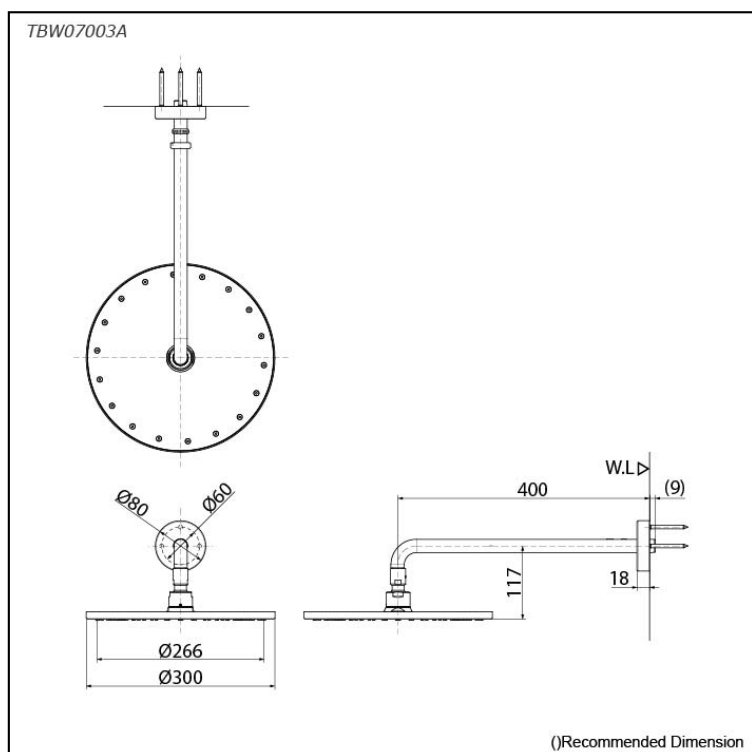 TBW07003A
W.L
400
(9)
Ø80
Ø60
117
18
Ø266
Ø300
()Recommended Dimension